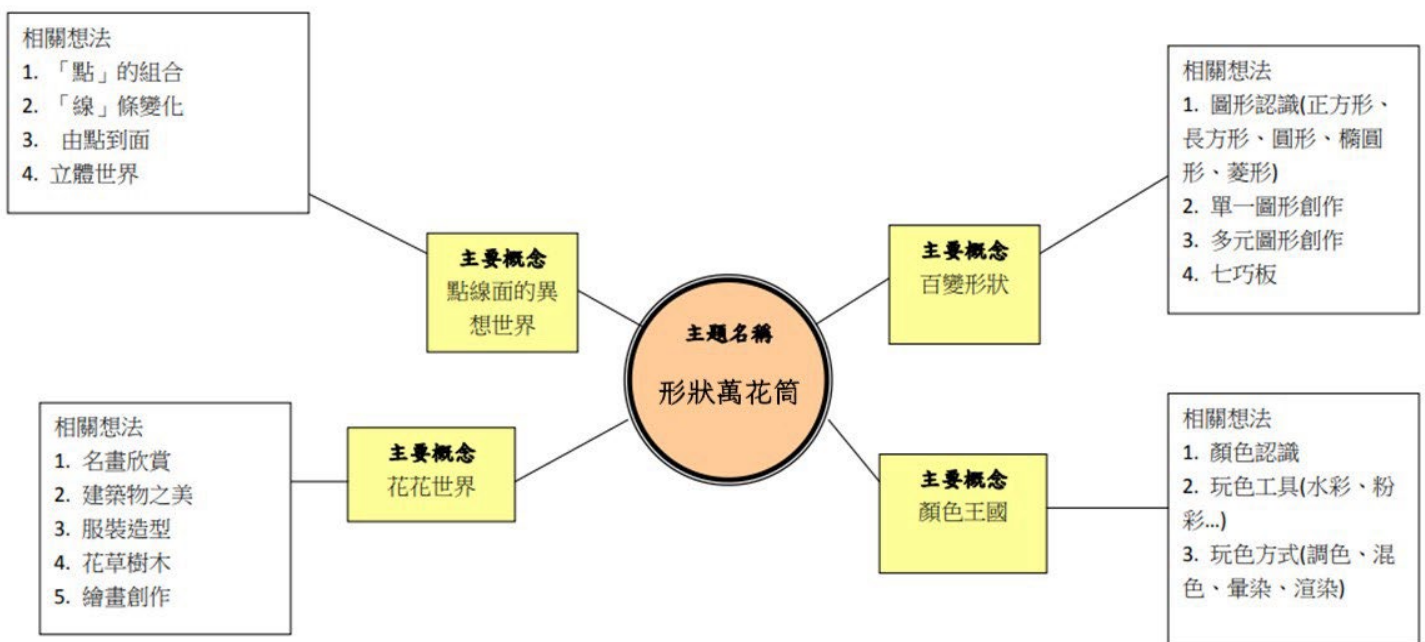 相關想法
1. 「點」的組合
2. 「線」條變化
3. 由點到面
4. 立體世界
主要概念
點線面的異
想世界
相關想法
1. 圖形認識(正方形、
長方形、圓形、橢圓
形、菱形)
2. 單一圖形創作
3. 多元圖形創作
4. 七巧板
主要概念
百變形狀
主題名稱
形狀萬花筒
相關想法
1. 名畫欣賞
2. 建築物之美
3. 服裝造型
4. 花草樹木
5. 繪畫創作
主要概念
花花世界
主要概念
顏色王國
相關想法
1. 顏色認識
2. 玩色工具(水彩、粉
彩…)
3. 玩色方式(調色、混
色、暈染、渲染)